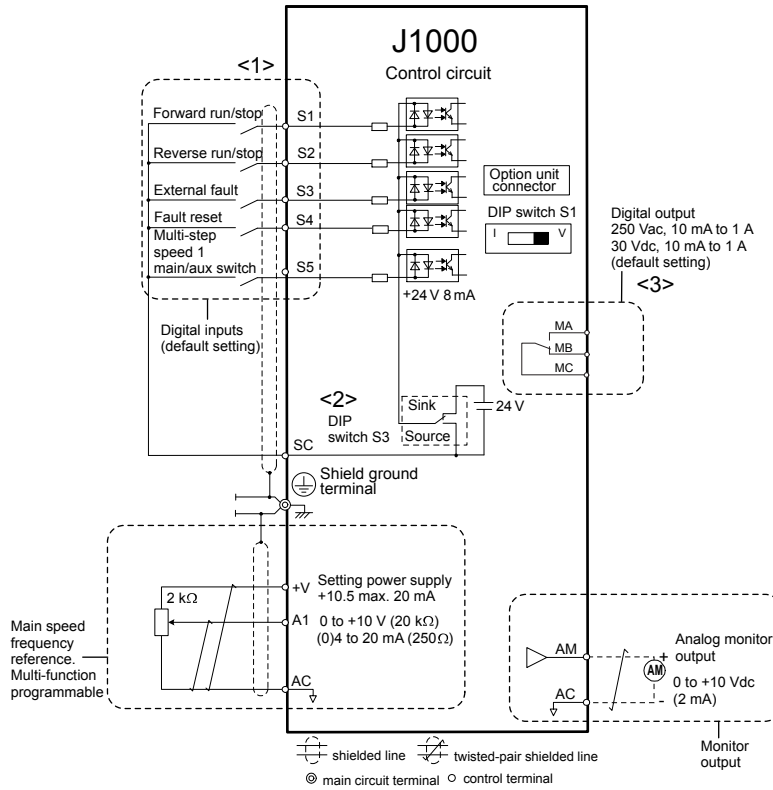 J1000
Control circuit
<1>
Forward run/stop
S1
Reverse run/stop
S2
External fault
S3
Fault reset
S4
Multi-step
speed 1
main/aux switch
S5
Digital inputs
(default setting)
+24 V 8 mA
Option unit
connector
DIP switch S1
I
V
Digital output
250 Vac, 10 mA to 1 A
30 Vdc, 10 mA to 1 A
(default setting)
<3>
MA
MB
MC
<2>
DIP
switch S3
Sink
Source
24 V
SC
Shield ground
terminal
Main speed
frequency
reference.
Multi-function
programmable
2 kΩ
+V
Setting power supply
+10.5 max. 20 mA
A1
0 to +10 V (20 kΩ)
(0)4 to 20 mA (250Ω)
AC
AM
AC
+
AM
-
Analog monitor
output
0 to +10 Vdc
(2 mA)
Monitor
output
shielded line
twisted-pair shielded line
main circuit terminal
control terminal